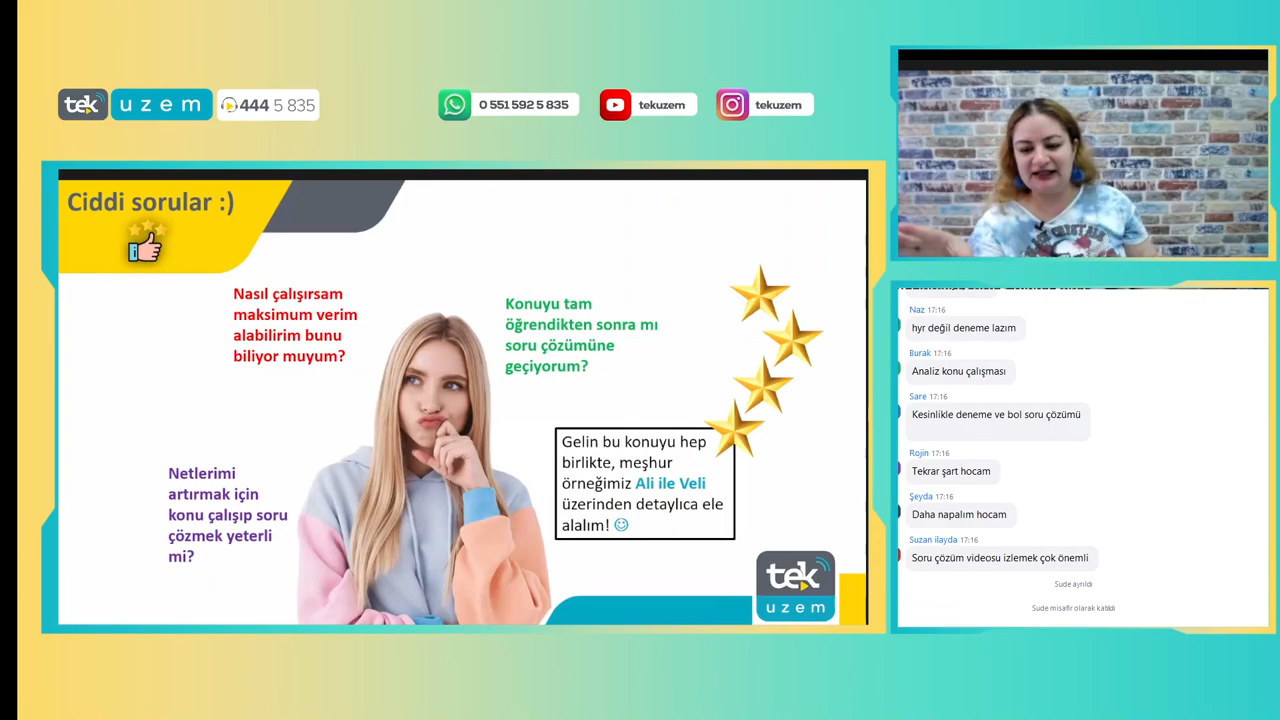 tek uzem 444 5 835
0 551 592 5 835
tekuzem
tekuzem
Ciddi sorular :)
Nasıl çalışırsam
maksimum verim
alabilirim bunu
biliyor muyum?
Konuyu tam
öğrendikten sonra mı
soru çözümüne
geçiyorum?
Netlerimi
artırmak için
konu çalışıp soru
çözmek yeterli
mi?
Gelin bu konuyu hep
birlikte, meşhur
örneğimiz Ali ile Veli
üzerinden detaylıca ele
alalım! ☺
tek
uzem
Naz 17:16
hyr değil deneme lazım
Burak 17:16
Analiz konu çalışması
Sare 17:16
Kesinlikle deneme ve bol soru çözümü
Rojin 17:16
Tekrar şart hocam
Şeyda 17:16
Daha napalım hocam
Suzan ilayda 17:16
Soru çözüm videosu izlemek çok önemli
Sude ayrıldı
Sude misafir olarak katıldı